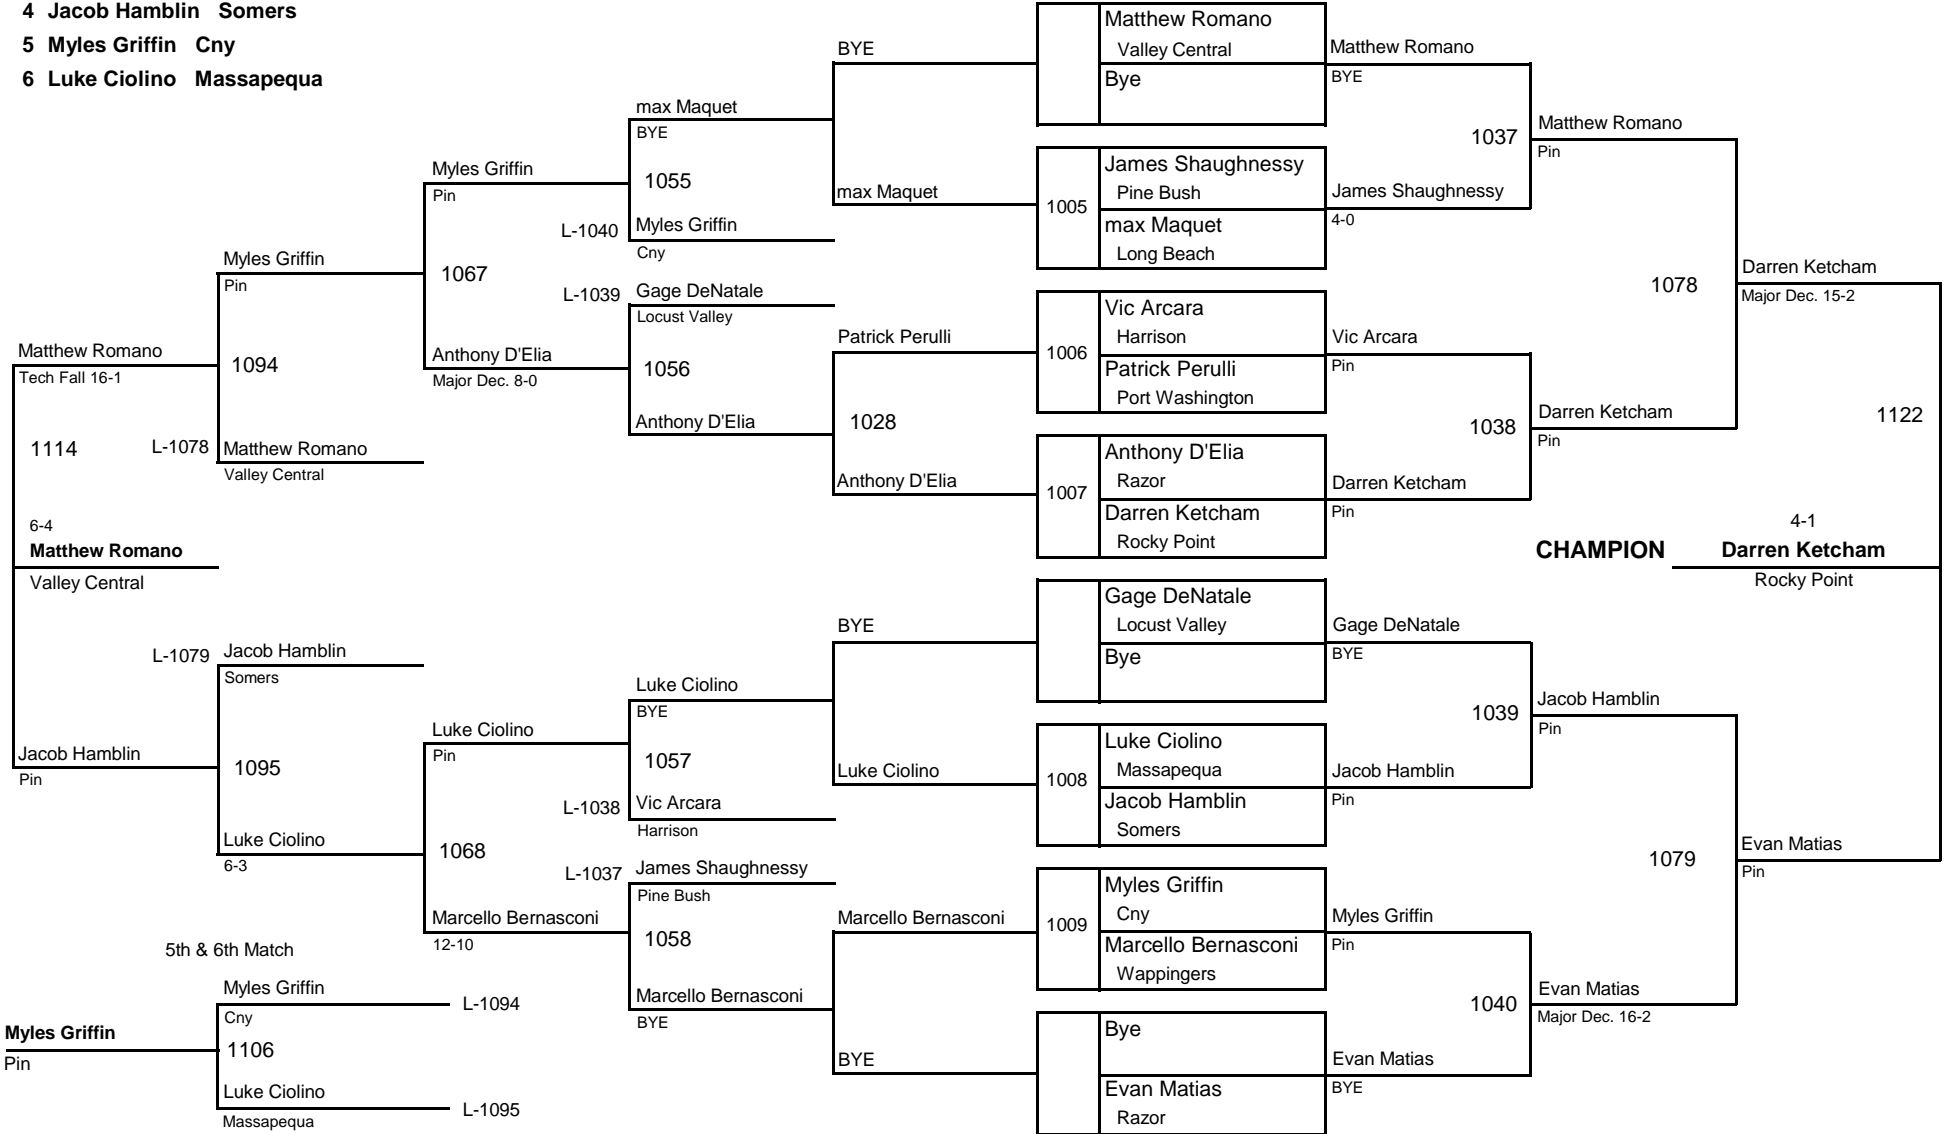 4 Jacob Hamblin Somers
5 Myles Griffin Cny
6 Luke Ciolino Massapequa
Matthew Romano
Tech Fall 16-1
1114
6-4
Matthew Romano
Valley Central
Jacob Hamblin
Pin
5th & 6th Match
Myles Griffin
Pin
Myles Griffin
Cny
L-1094
1106
Luke Ciolino
Massapequa
L-1095
Myles Griffin
Pin
1094
L-1078
Matthew Romano
Valley Central
L-1079
Jacob Hamblin
Somers
1095
Luke Ciolino
6-3
Myles Griffin
Pin
1067
Anthony D'Elia
Major Dec. 8-0
Luke Ciolino
Pin
1068
Marcello Bernasconi
12-10
max Maquet
BYE
1055
L-1040
Myles Griffin
Cny
L-1039
Gage DeNatale
Locust Valley
1056
Anthony D'Elia
Luke Ciolino
BYE
1057
L-1038
Vic Arcara
Harrison
L-1037
James Shaughnessy
Pine Bush
1058
Marcello Bernasconi
BYE
BYE
max Maquet
Patrick Perulli
1028
Anthony D'Elia
BYE
Luke Ciolino
Marcello Bernasconi
BYE
Matthew Romano
Valley Central
Bye
1005
James Shaughnessy
Pine Bush
max Maquet
Long Beach
1006
Vic Arcara
Harrison
Patrick Perulli
Port Washington
1007
Anthony D'Elia
Razor
Darren Ketcham
Rocky Point
Gage DeNatale
Locust Valley
Bye
1008
Luke Ciolino
Massapequa
Jacob Hamblin
Somers
1009
Myles Griffin
Cny
Marcello Bernasconi
Wappingers
Bye
Evan Matias
Razor
Matthew Romano
BYE
1037
James Shaughnessy
4-0
Vic Arcara
Pin
1038
Darren Ketcham
Pin
Gage DeNatale
BYE
1039
Jacob Hamblin
Pin
Myles Griffin
Pin
1040
Evan Matias
BYE
Matthew Romano
Pin
1078
Darren Ketcham
Pin
Jacob Hamblin
Pin
1079
Evan Matias
Major Dec. 16-2
Darren Ketcham
Major Dec. 15-2
1122
4-1
CHAMPION Darren Ketcham
Rocky Point
Evan Matias
Pin